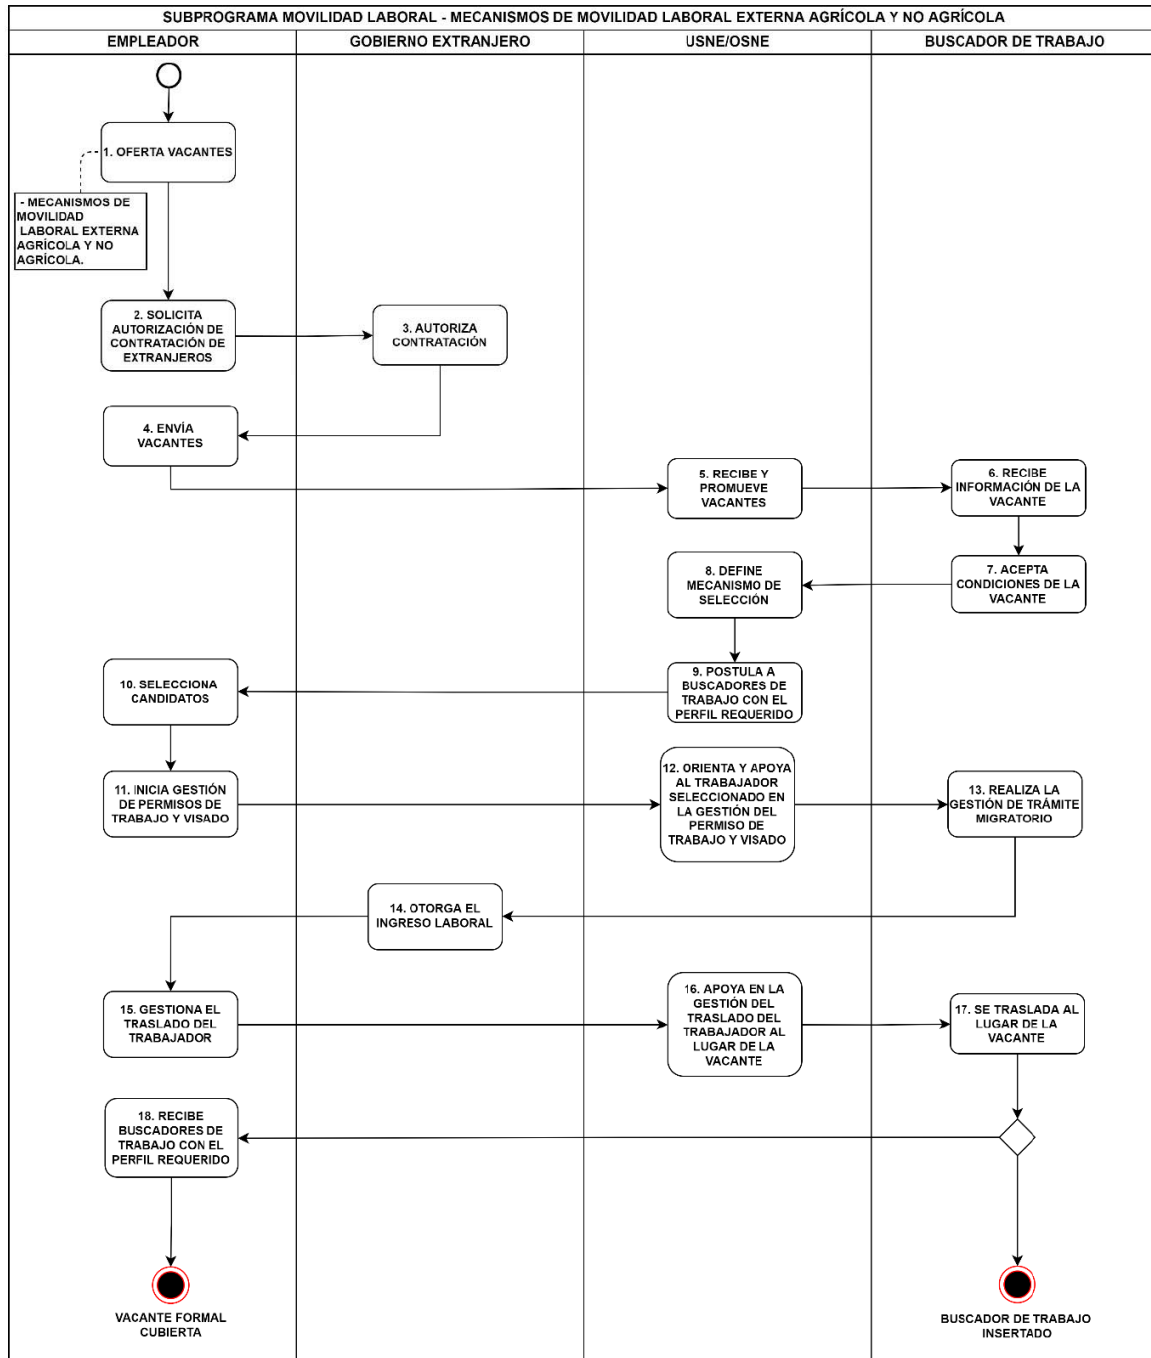 SUBPROGRAMA MOVILIDAD LABORAL - MECANISMOS DE MOVILIDAD LABORAL EXTERNA AGRÍCOLA Y NO AGRÍCOLA
EMPLEADOR
GOBIERNO EXTRANJERO
USNE/OSNE
BUSCADOR DE TRABAJO
1. OFERTA VACANTES
- MECANISMOS DE
MOVILIDAD
LABORAL EXTERNA
AGRÍCOLA Y NO
AGRÍCOLA.
2. SOLICITA
AUTORIZACIÓN DE
CONTRATACIÓN DE
EXTRANJEROS
3. AUTORIZA
CONTRATACIÓN
4. ENVÍA
VACANTES
5. RECIBE Y
PROMUEVE
VACANTES
6. RECIBE
INFORMACIÓN DE LA
VACANTE
7. ACEPTA
CONDICIONES DE LA
VACANTE
8. DEFINE
MECANISMO DE
SELECCIÓN
9. POSTULA A
BUSCADORES DE
TRABAJO CON EL
PERFIL REQUERIDO
10. SELECCIONA
CANDIDATOS
11. INICIA GESTIÓN
DE PERMISOS DE
TRABAJO Y VISADO
12. ORIENTA Y APOYA
AL TRABAJADOR
SELECCIONADO EN
LA GESTIÓN DEL
PERMISO DE
TRABAJO Y VISADO
13. REALIZA LA
GESTIÓN DE TRÁMITE
MIGRATORIO
14. OTORGA EL
INGRESO LABORAL
15. GESTIONA EL
TRASLADO DEL
TRABAJADOR
16. APOYA EN LA
GESTIÓN DEL
TRASLADO DEL
TRABAJADOR AL
LUGAR DE LA
VACANTE
17. SE TRASLADA AL
LUGAR DE LA
VACANTE
18. RECIBE
BUSCADORES DE
TRABAJO CON EL
PERFIL REQUERIDO
VACANTE FORMAL
CUBIERTA
BUSCADOR DE TRABAJO
INSERTADO